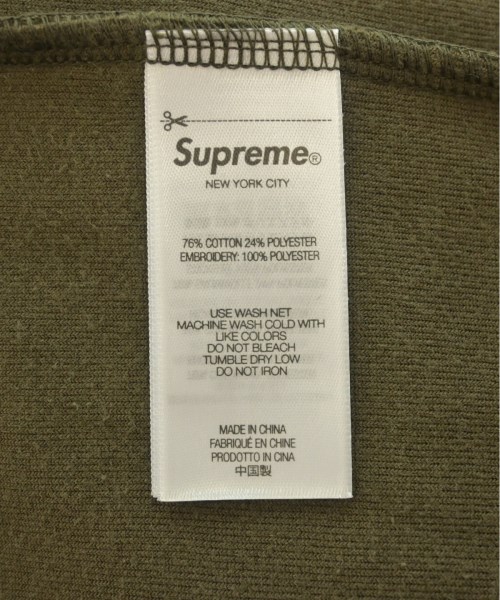 Supreme®
NEW YORK CITY
76% COTTON 24% POLYESTER
EMBROIDERY: 100% POLYESTER
USE WASH NET
MACHINE WASH COLD WITH
LIKE COLORS
DO NOT BLEACH
TUMBLE DRY LOW
DO NOT IRON
MADE IN CHINA
FABRIQUÉ EN CHINE
PRODOTTO IN CINA
中国製